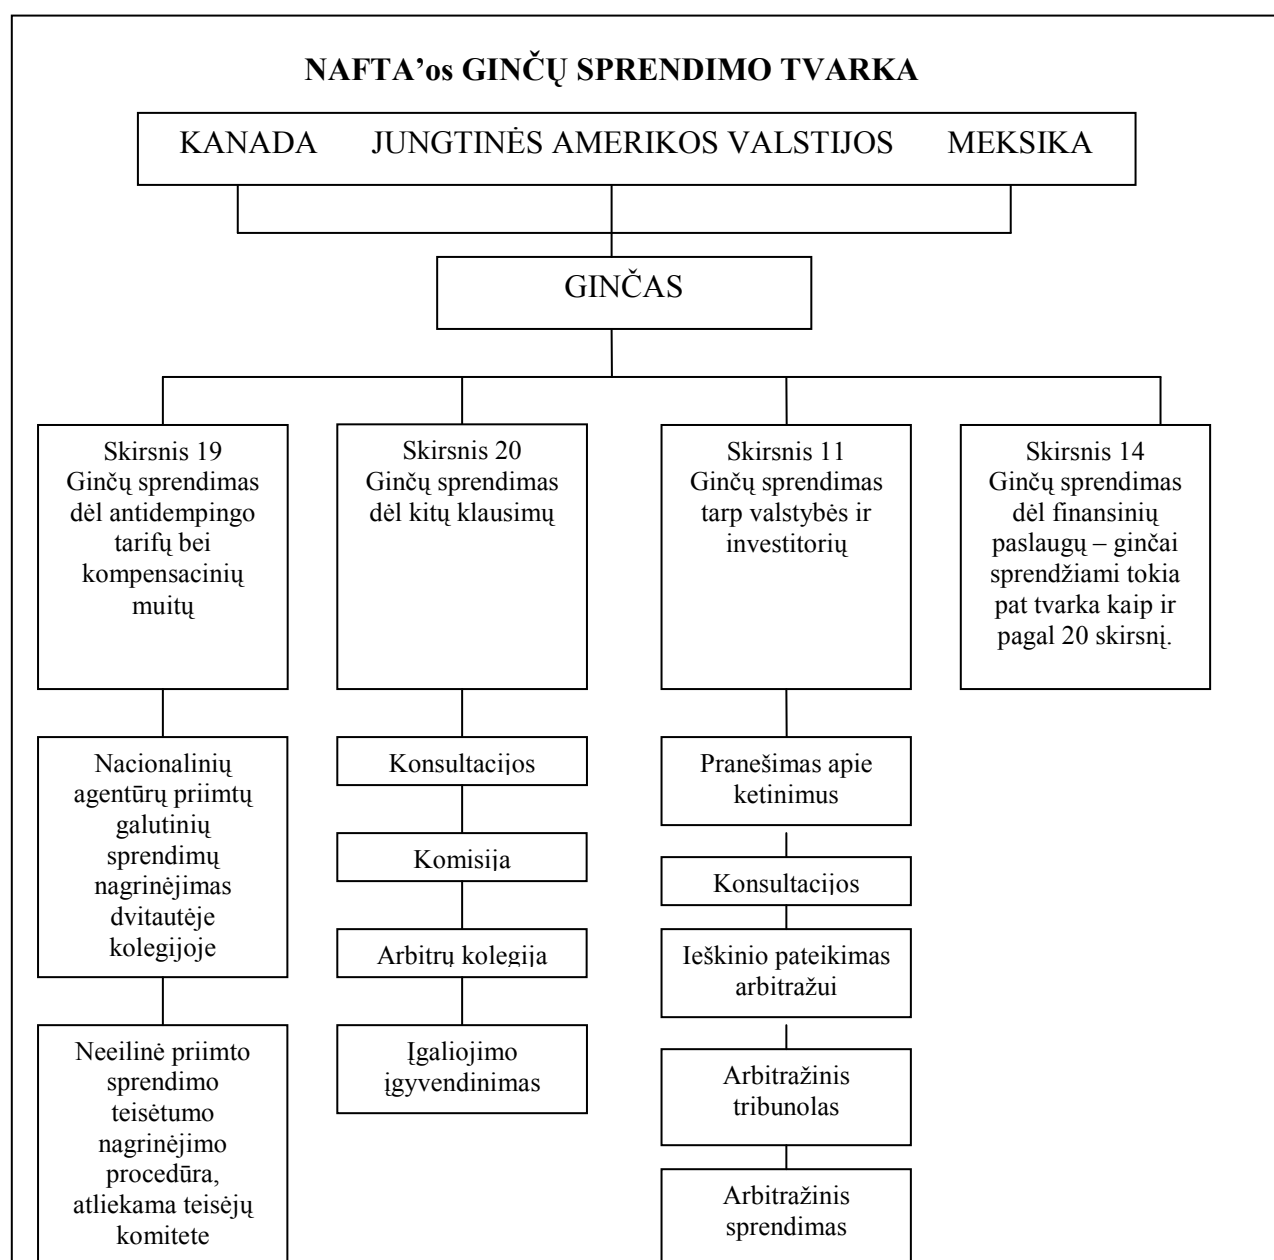 NAFTA’os GINČŲ SPRENDIMO TVARKA
KANADA JUNGTINĖS AMERIKOS VALSTIJOS MEKSIKA
GINČAS
Skirsnis 19
Ginčų sprendimas
dėl antidempingo
tarifų bei
kompensacinių
muitų
Skirsnis 20
Ginčų sprendimas
dėl kitų klausimų
Skirsnis 11
Ginčų sprendimas
tarp valstybės ir
investitorių
Skirsnis 14
Ginčų sprendimas
dėl finansinių
paslaugų – ginčai
sprendžiami tokia
pat tvarka kaip ir
pagal 20 skirsnį.
Nacionalinių
agentūrų priimtų
galutinių
sprendimų
nagrinėjimas
dvitautėje
kolegijoje
Neeilinė priimto
sprendimo
teisėtumo
nagrinėjimo
procedūra,
atliekama teisėjų
komitete
Konsultacijos
Komisija
Arbitrų kolegija
Įgaliojimo
įgyvendinimas
Pranešimas apie
ketinimus
Konsultacijos
Ieškinio pateikimas
arbitražui
Arbitražinis
tribunolas
Arbitražinis
sprendimas